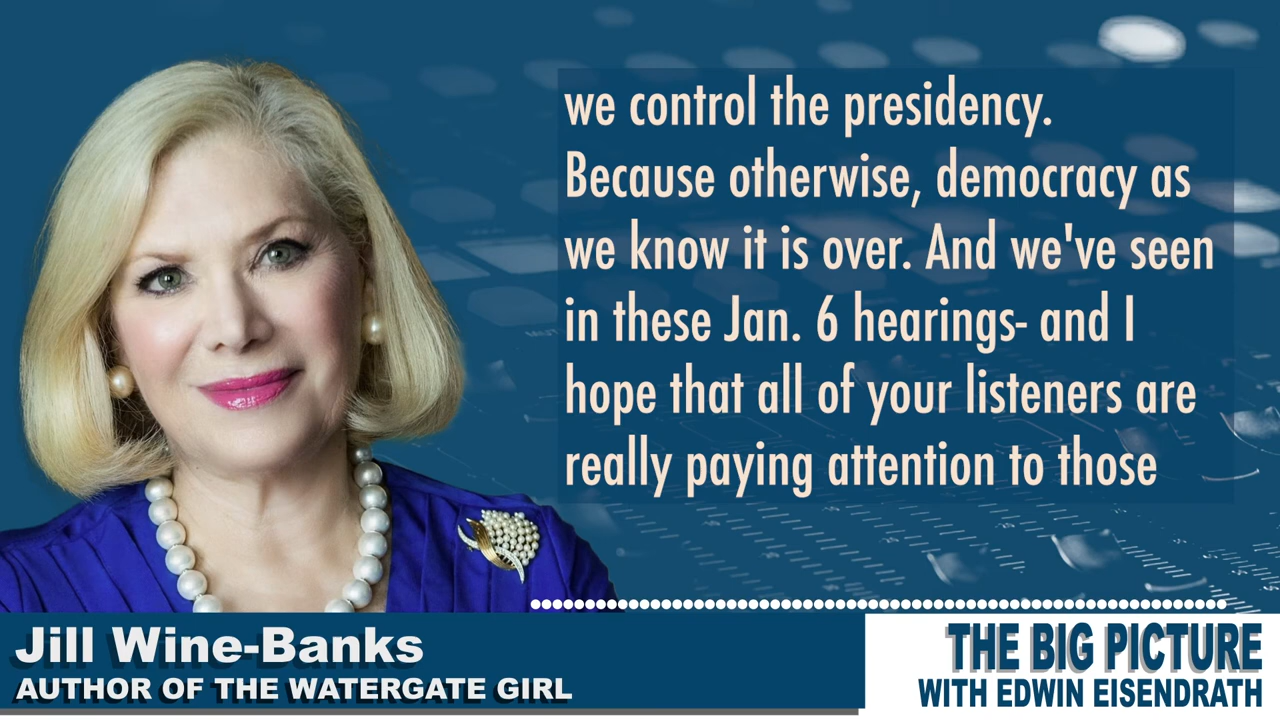 we control the presidency.
Because otherwise, democracy as
we know it is over. And we've seen
in these Jan. 6 hearings- and I
hope that all of your listeners are
really paying attention to those
Jill Wine-Banks
AUTHOR OF THE WATERGATE GIRL
THE BIG PICTURE
WITH EDWIN EISENDRATH